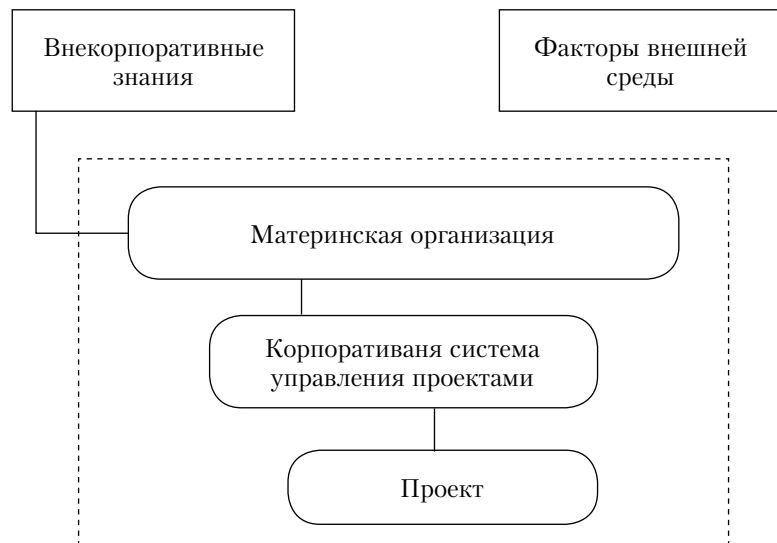 Внекорпоративные
знания
Факторы внешней
среды
Материнская организация
Корпоративаня система
управления проектами
Проект